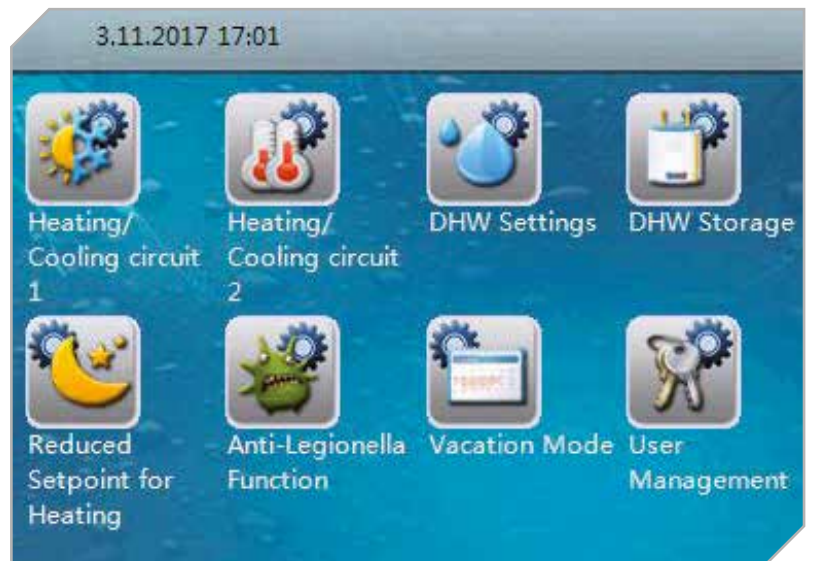 3.11.2017 17:01
Heating/
Cooling circuit
1
Heating/
Cooling circuit
2
DHW Settings
DHW Storage
Reduced
Setpoint for
Heating
Anti-Legionella
Function
Vacation Mode
User
Management